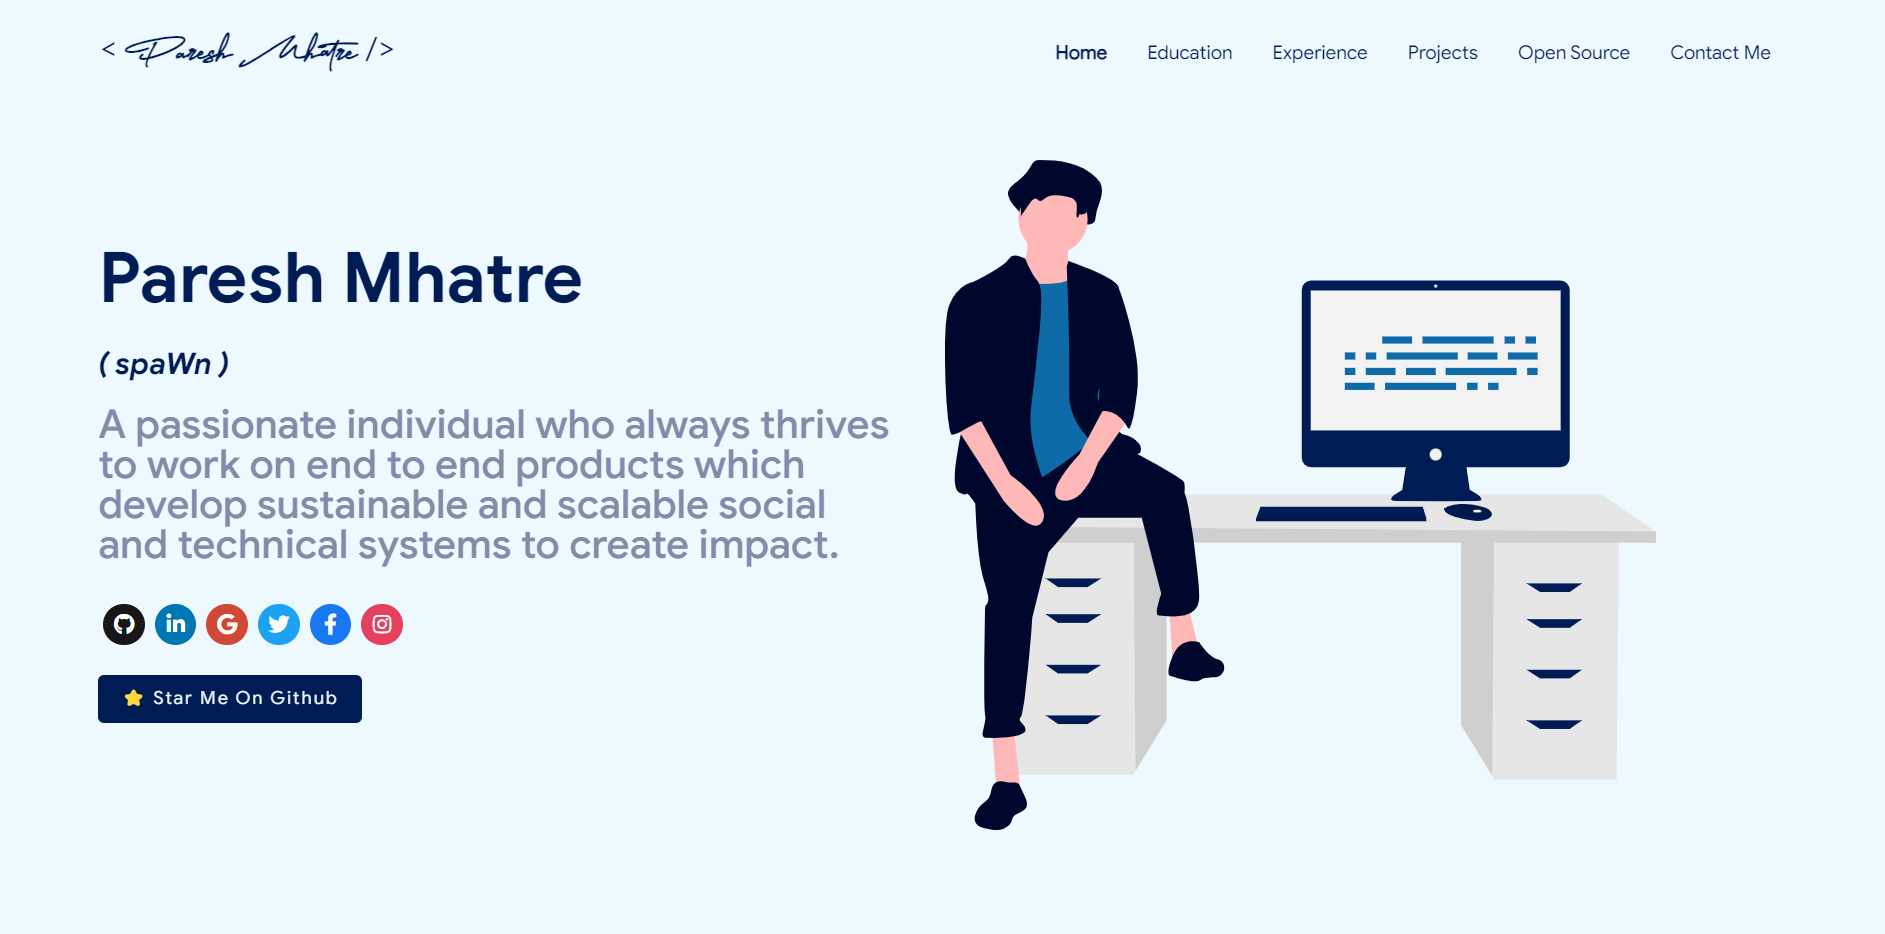 < Paresh Mhatre />
Home Education Experience Projects Open Source Contact Me
Paresh Mhatre
( spaWn )
A passionate individual who always thrives
to work on end to end products which
develop sustainable and scalable social
and technical systems to create impact.
in G f
⭐ Star Me On Github